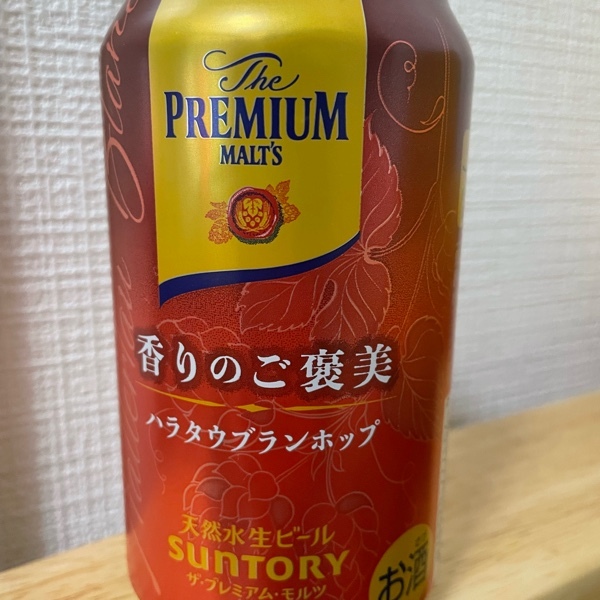 The
PREMIUM
MALT'S
香りのご褒美
ハラタウブランホップ
天然水生ビール
SUNTORY
ザ・プレミアム・モルツ
お酒